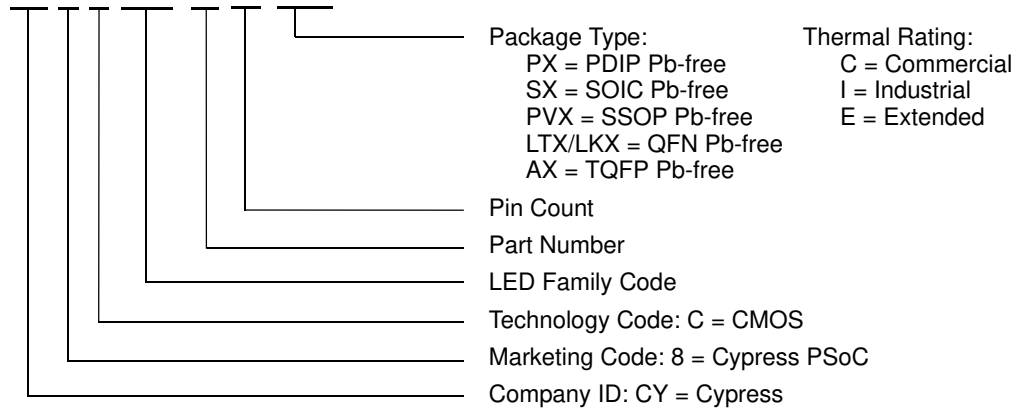 Package Type:
PX = PDIP Pb-free
SX = SOIC Pb-free
PVX = SSOP Pb-free
LTX/LKX = QFN Pb-free
AX = TQFP Pb-free
Thermal Rating:
C = Commercial
I = Industrial
E = Extended
Pin Count
Part Number
LED Family Code
Technology Code: C = CMOS
Marketing Code: 8 = Cypress PSoC
Company ID: CY = Cypress